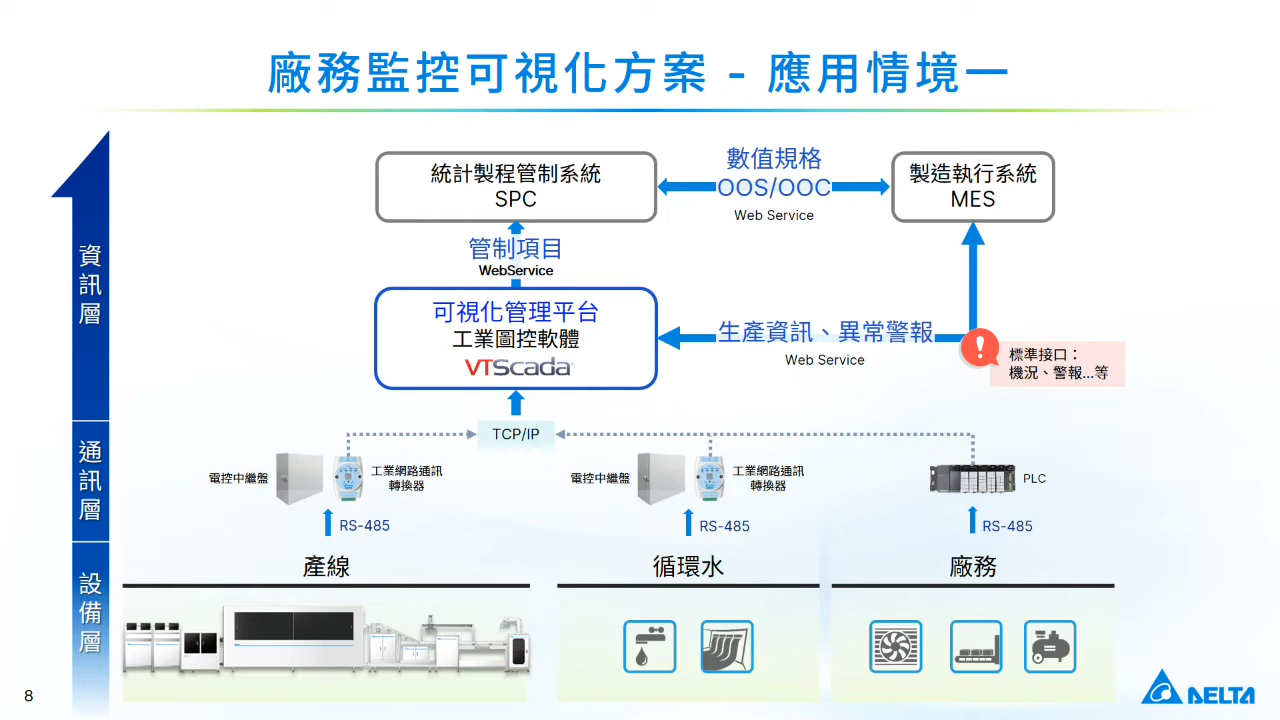 廠務監控可視化方案 - 應用情境一
資訊層
通訊層
設備層
統計製程管制系統
SPC
數值規格
OOS/OOC
Web Service
製造執行系統
MES
管制項目
WebService
可視化管理平台
工業圖控軟體
VTScada
生產資訊、異常警報
Web Service
!
標準接口：
機況、警報...等
TCP/IP
電控中繼盤
工業網路通訊
轉換器
電控中繼盤
工業網路通訊
轉換器
PLC
RS-485
RS-485
RS-485
產線
循環水
廠務
8
DELTA